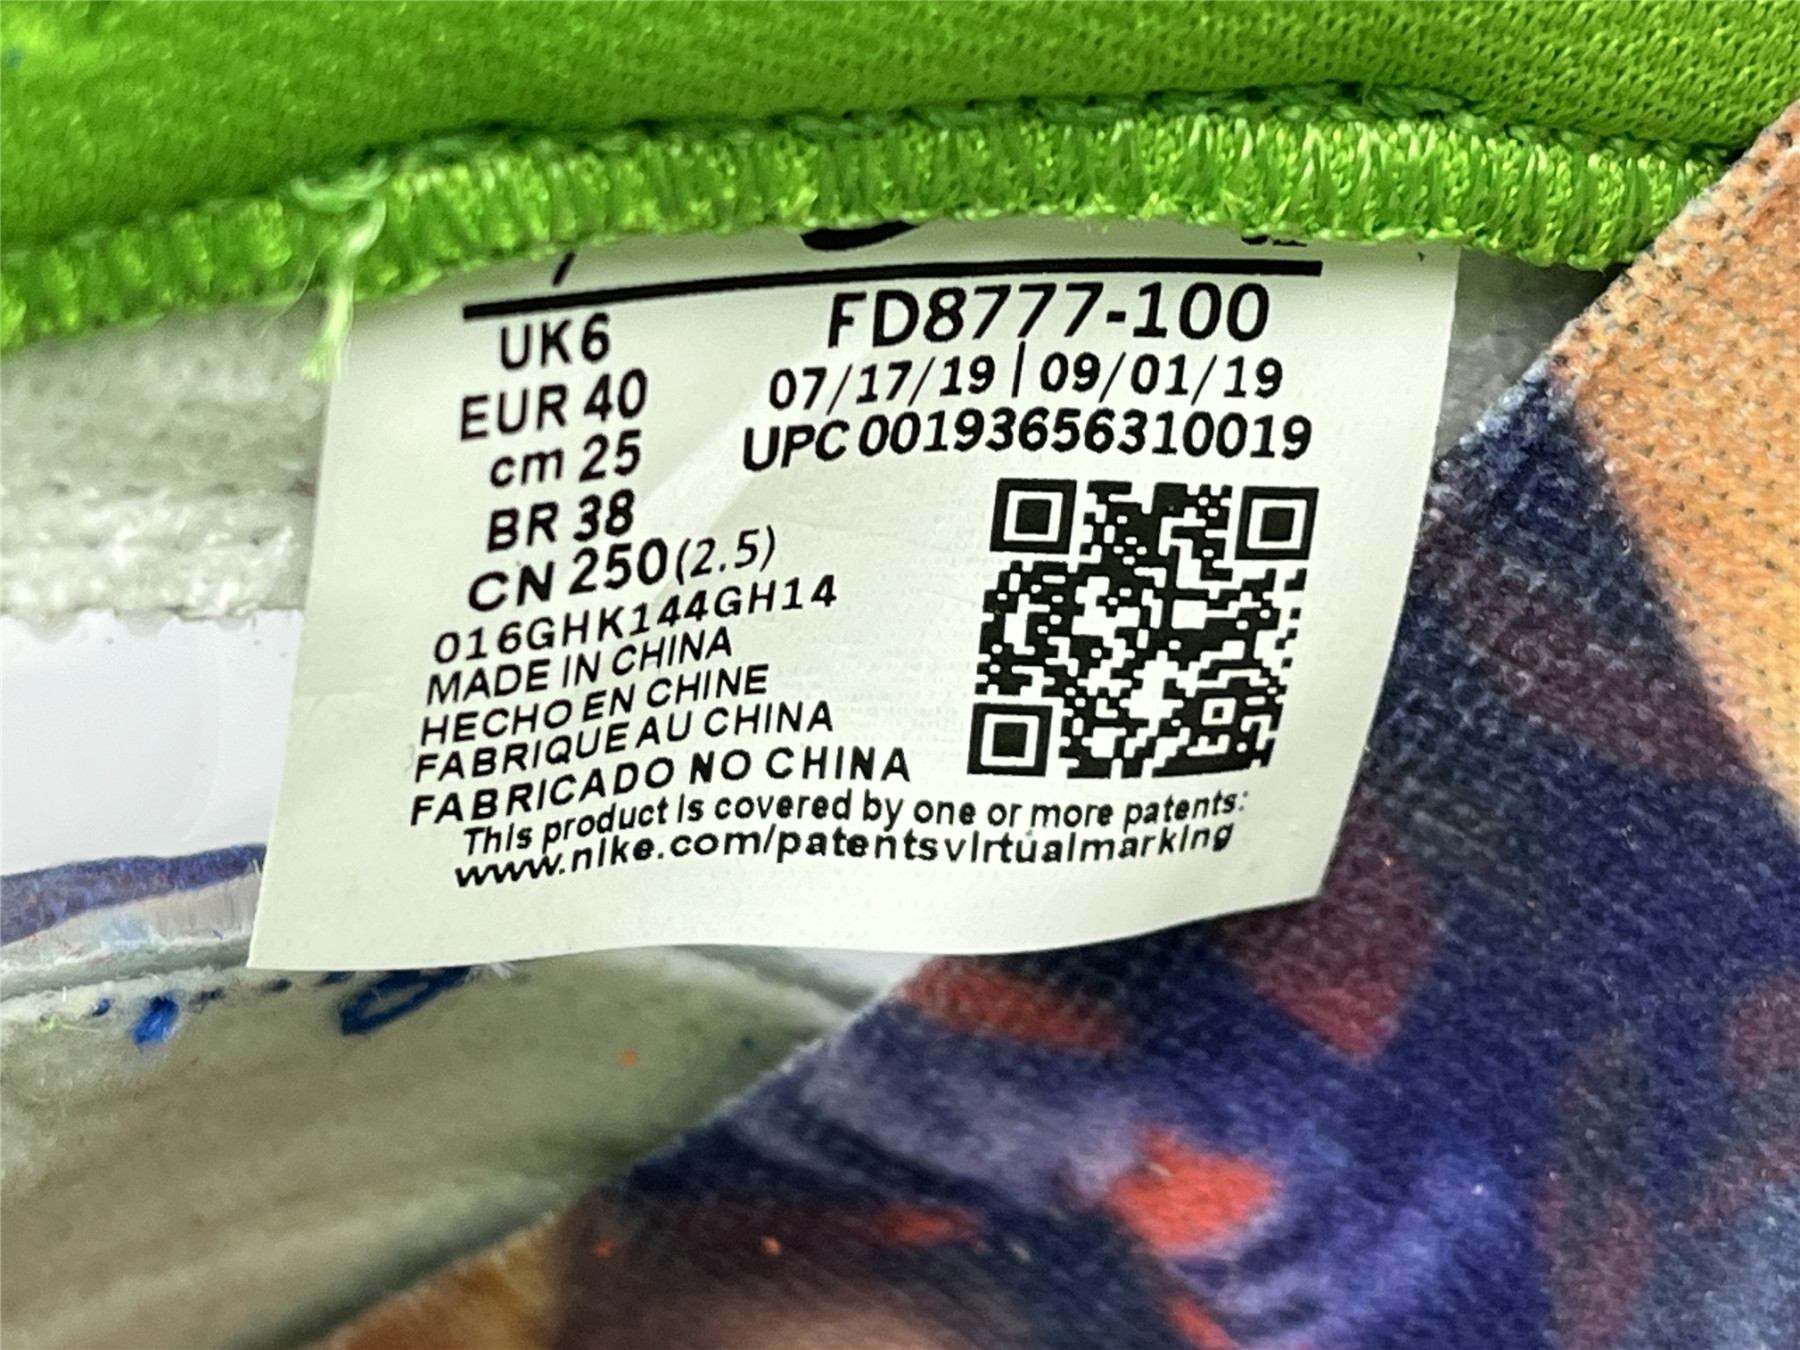 UK 6
FD8777-100
EUR 40
07/17/19 | 09/01/19
cm 25
UPC 00193656310019
BR 38
CN 250 (2.5)
016GHK144GH14
MADE IN CHINA
HECHO EN CHINE
FABRIQUE AU CHINA
FABRICADO NO CHINA
This product is covered by one or more patents:
www.nike.com/patentsvirtualmarking